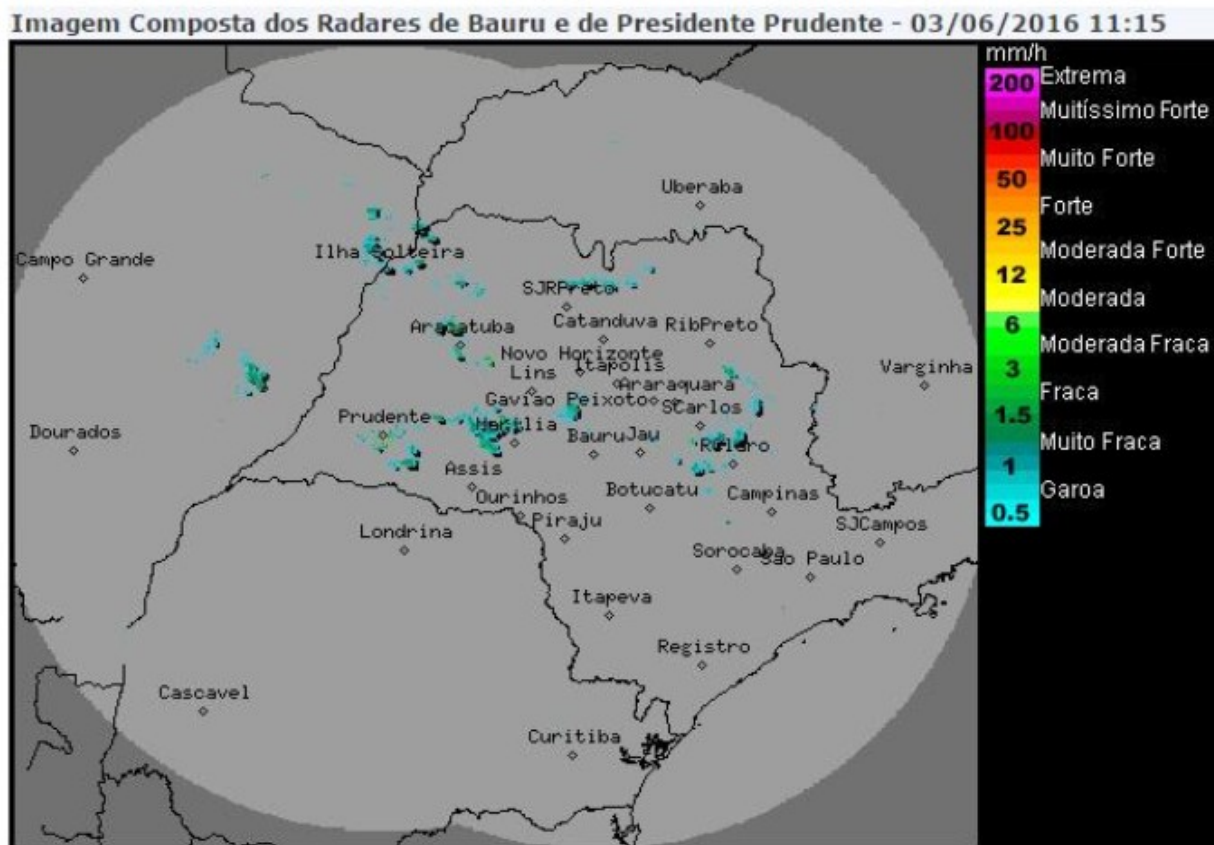 Imagem Composta dos Radares de Bauru e de Presidente Prudente - 03/06/2016 11:15
mm/h
200 Extrema
Muitíssimo Forte
100
Muito Forte
50
Forte
25
Moderada Forte
12
Moderada
6
Moderada Fraca
3
Fraca
1.5
Muito Fraca
1
Garoa
0.5
Uberaba
Ilha Solteira
Campo Grande
SJRPreto
Araçatuba
Catanduva
RibPreto
Novo Horizonte
Itapolis
Lins
Araraquara
Varginha
Gaviao Peixoto
SCarlos
Prudente
Marilia
Dourados
Bauru
Jau
Rclaro
Assis
Ourinhos
Botucatu
Campinas
Piraju
SJCampos
Londrina
Sorocaba
Sao Paulo
Itapeva
Registro
Cascavel
Curitiba